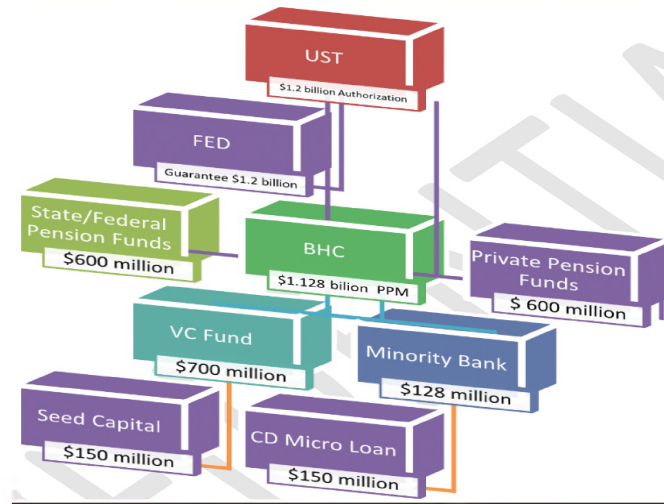 UST
$1.2 billion Authorization
FED
Guarantee $1.2 billion
State/Federal
Pension Funds
$600 million
BHC
$1.128 bilion PPM
Private Pension
Funds
$ 600 million
VC Fund
$700 million
Minority Bank
$128 million
Seed Capital
$150 million
CD Micro Loan
$150 million